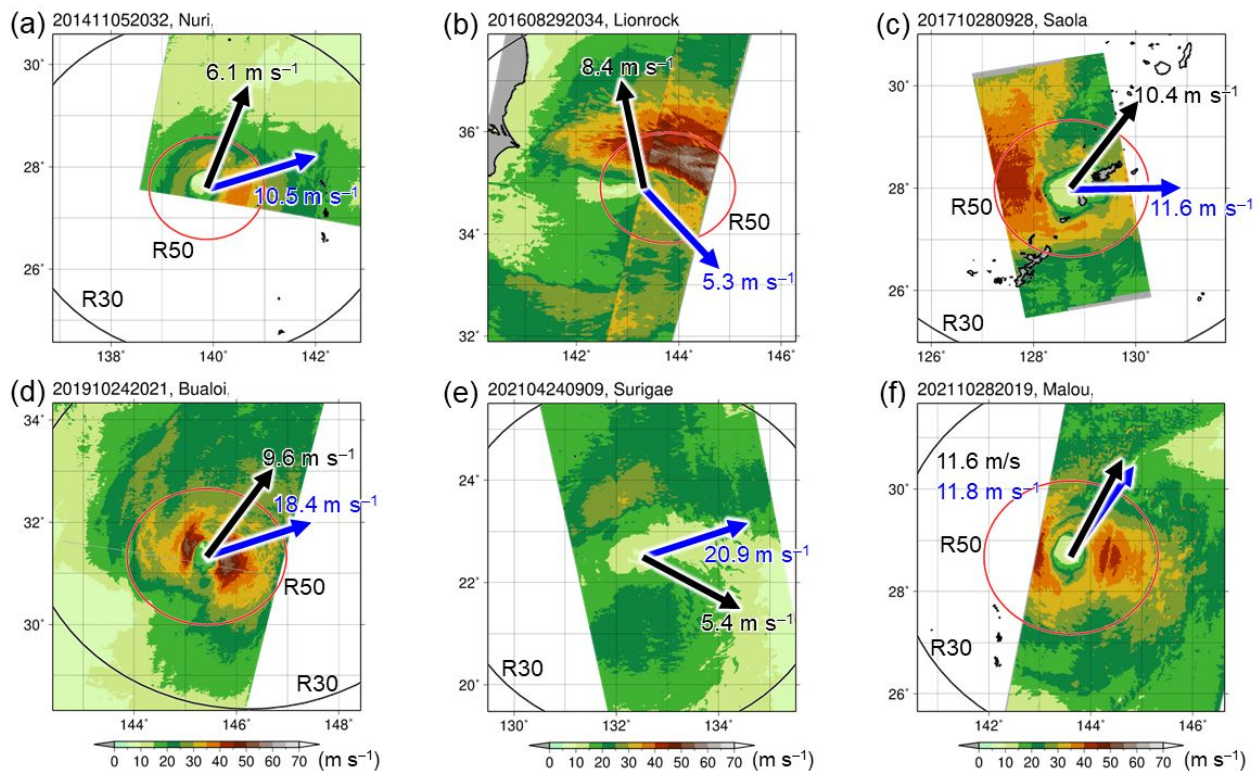 (a) 201411052032, Nuri,
30°
28°
26°
138° 140° 142°
6.1 m s⁻¹
10.5 m s⁻¹
R50
R30
(b) 201608292034, Lionrock
36°
34°
32°
142° 144° 146°
8.4 m s⁻¹
5.3 m s⁻¹
R50
(c) 201710280928, Saola
30°
28°
26°
126° 128° 130°
10.4 m s⁻¹
11.6 m s⁻¹
R50
R30
(d) 201910242021, Bualoi,
34°
32°
30°
144° 146° 148°
9.6 m s⁻¹
18.4 m s⁻¹
R50
R30
(e) 202104240909, Surigae
24°
22°
20°
130° 132° 134°
20.9 m s⁻¹
5.4 m s⁻¹
R30
(f) 202110282019, Malou,
30°
28°
26°
142° 144° 146°
11.6 m/s
11.8 m s⁻¹
R50
R30
0 10 20 30 40 50 60 70 (m s⁻¹)
0 10 20 30 40 50 60 70 (m s⁻¹)
0 10 20 30 40 50 60 70 (m s⁻¹)